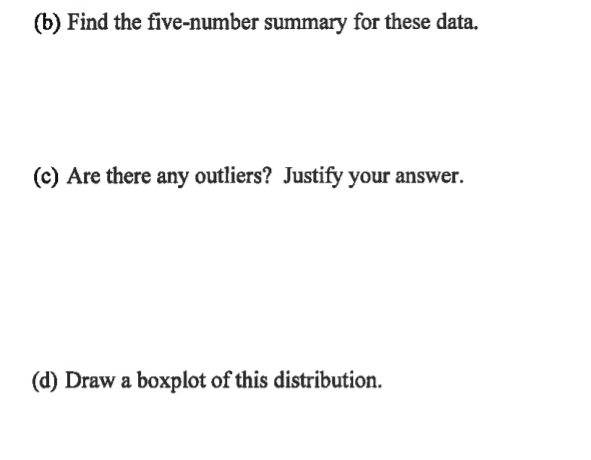 (b) Find the five-number summary for these data.
(c) Are there any outliers? Justify your answer.
(d) Draw a boxplot of this distribution.